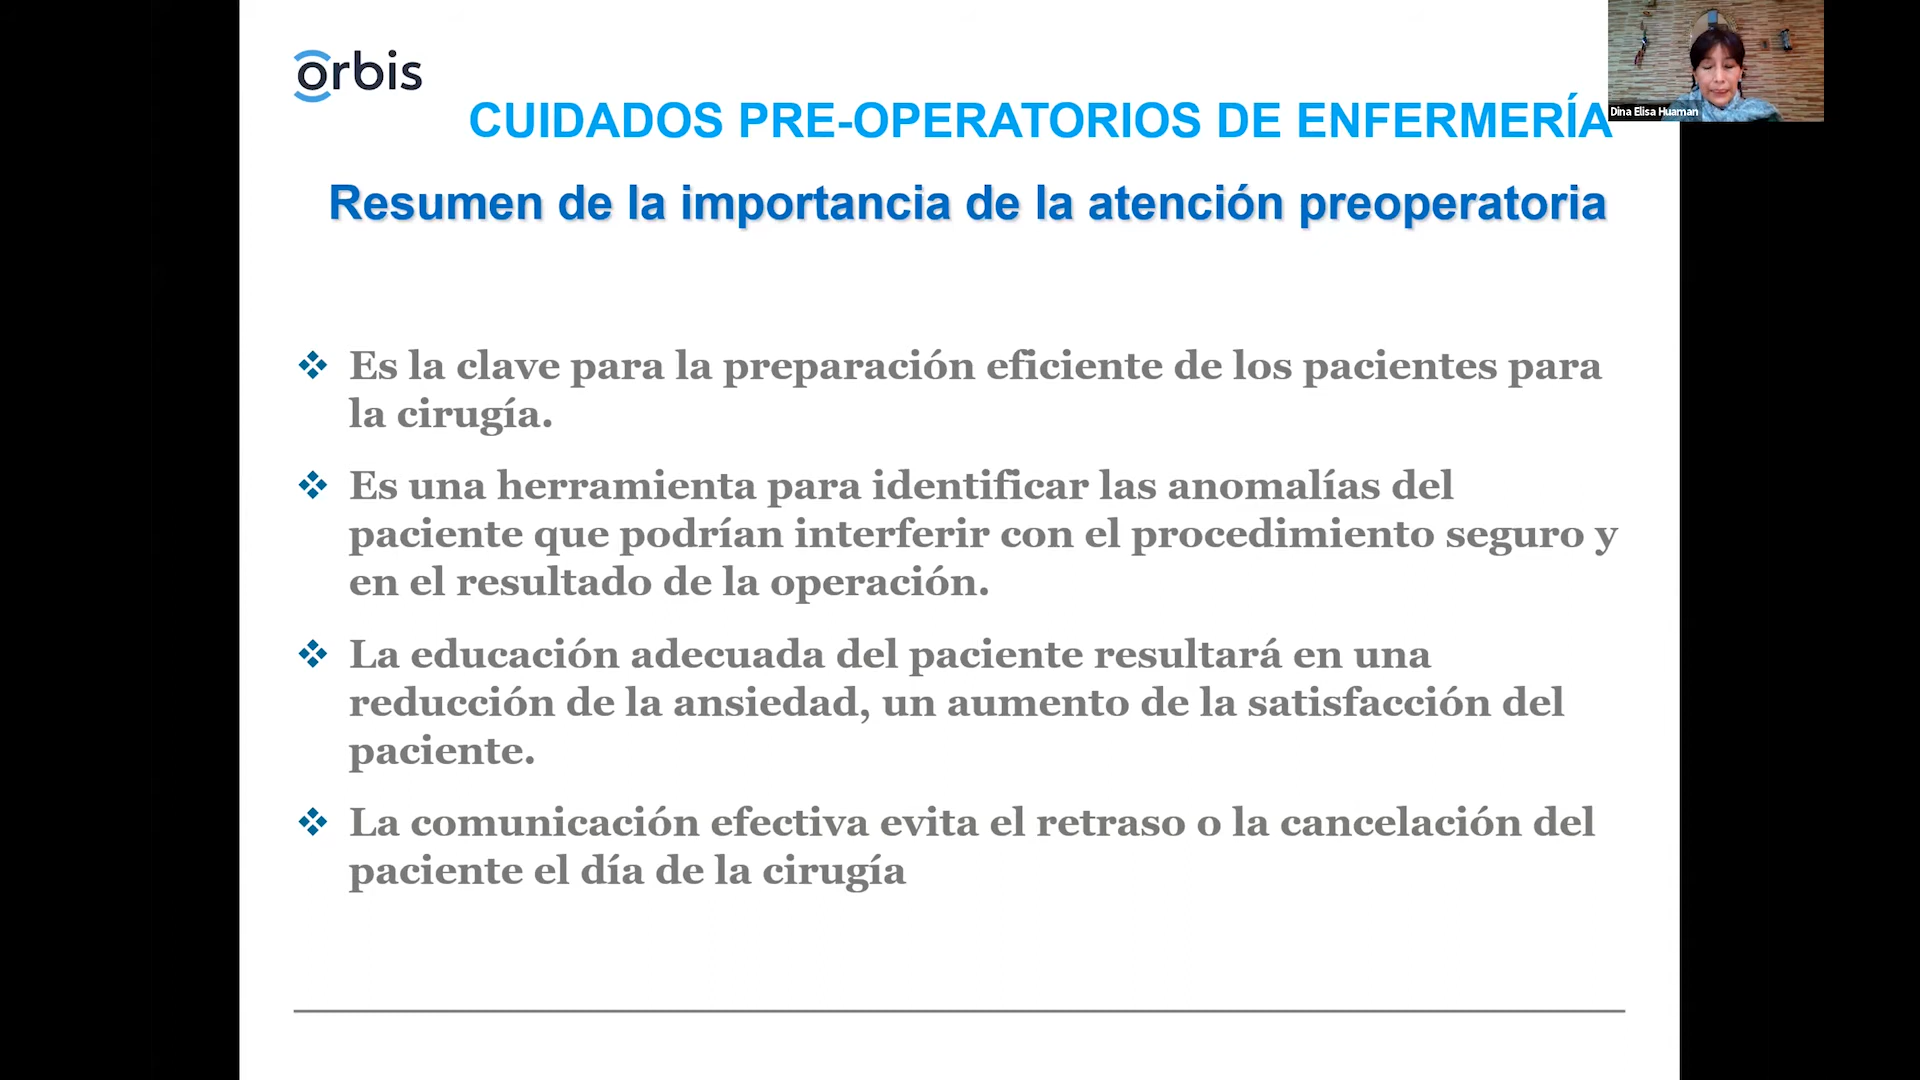 orbis
CUIDADOS PRE-OPERATORIOS DE ENFERMERÍA
Dina Elisa Huaman
Resumen de la importancia de la atención preoperatoria
❖ Es la clave para la preparación eficiente de los pacientes para
la cirugía.
❖ Es una herramienta para identificar las anomalías del
paciente que podrían interferir con el procedimiento seguro y
en el resultado de la operación.
❖ La educación adecuada del paciente resultará en una
reducción de la ansiedad, un aumento de la satisfacción del
paciente.
❖ La comunicación efectiva evita el retraso o la cancelación del
paciente el día de la cirugía